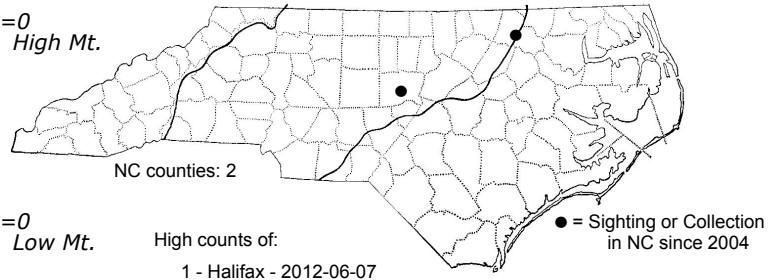 =0
High Mt.
NC counties: 2
=0
Low Mt.
High counts of:
1 - Halifax - 2012-06-07
= Sighting or Collection
in NC since 2004